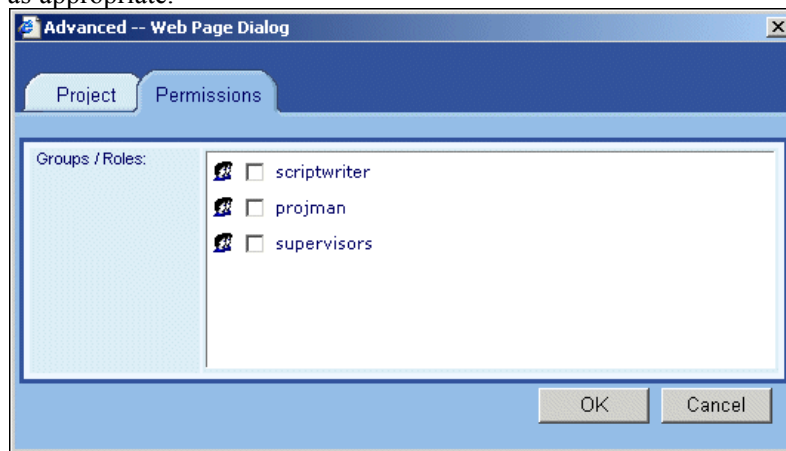 as appropriate.
Advanced -- Web Page Dialog
Project Permissions
Groups / Roles:
scriptwriter
projman
supervisors
OK Cancel